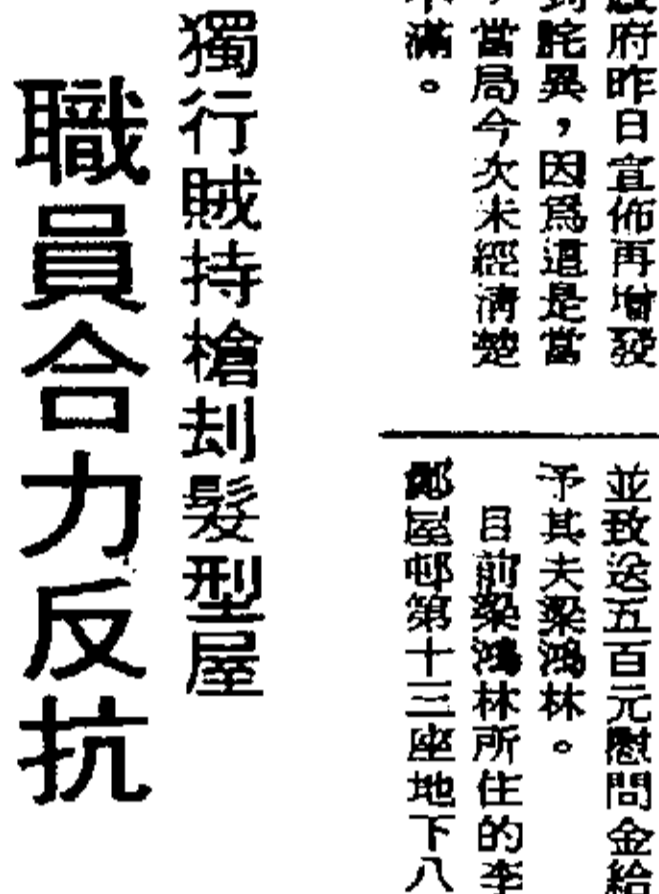 府昨日宣佈再增發
到詫異，因爲這是當
，當局今次未經清楚
不滿。
並致送五百元慰問金給
予其夫梁鴻林。
目前梁鴻林所住的李
鄭屋邨第十三座地下八
獨行賊持槍刦髮型屋
職員合力反抗